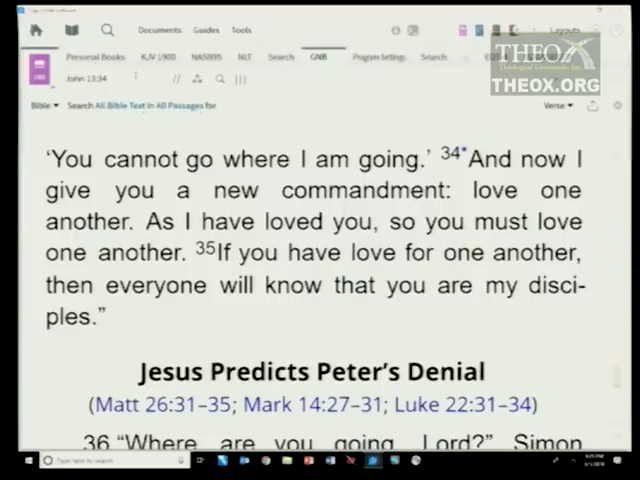 Documents Guides Tools Layouts
Personal Books KJV 1900 NASB95 NLT Search GNB Program Settings Search
John 13:34
Bible Search All Bible Text in All Passages for Verse
THEOX
THEOX.ORG
‘You cannot go where I am going.’ 34*And now I
give you a new commandment: love one
another. As I have loved you, so you must love
one another. 35If you have love for one another,
then everyone will know that you are my disci-
ples.”
Jesus Predicts Peter’s Denial
(Matt 26:31–35; Mark 14:27–31; Luke 22:31–34)
36 “Where are you going, Lord?” Simon
Type here to search